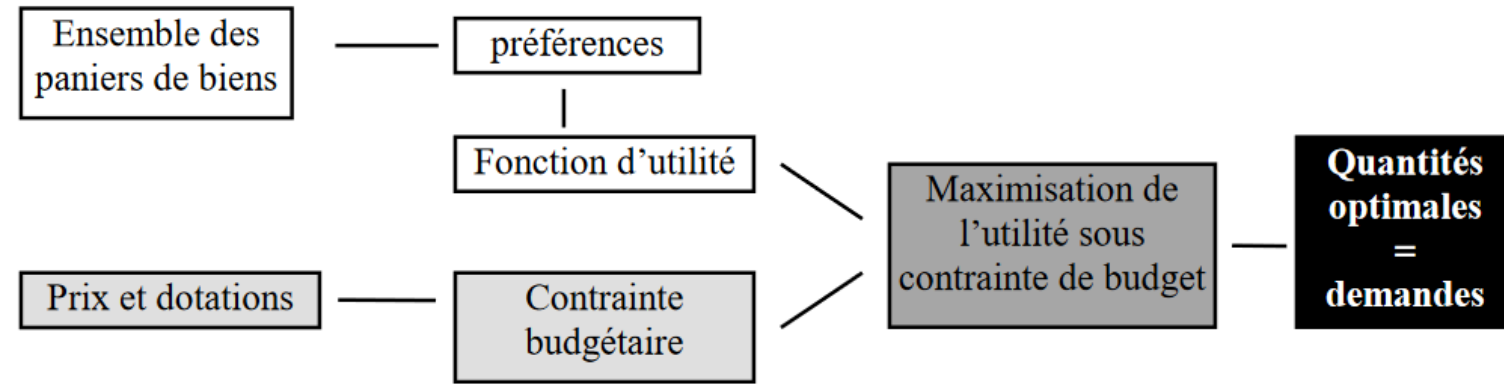 Ensemble des
paniers de biens
préférences
Fonction d’utilité
Prix et dotations
Contrainte
budgétaire
Maximisation de
l’utilité sous
contrainte de budget
Quantités
optimales
=
demandes